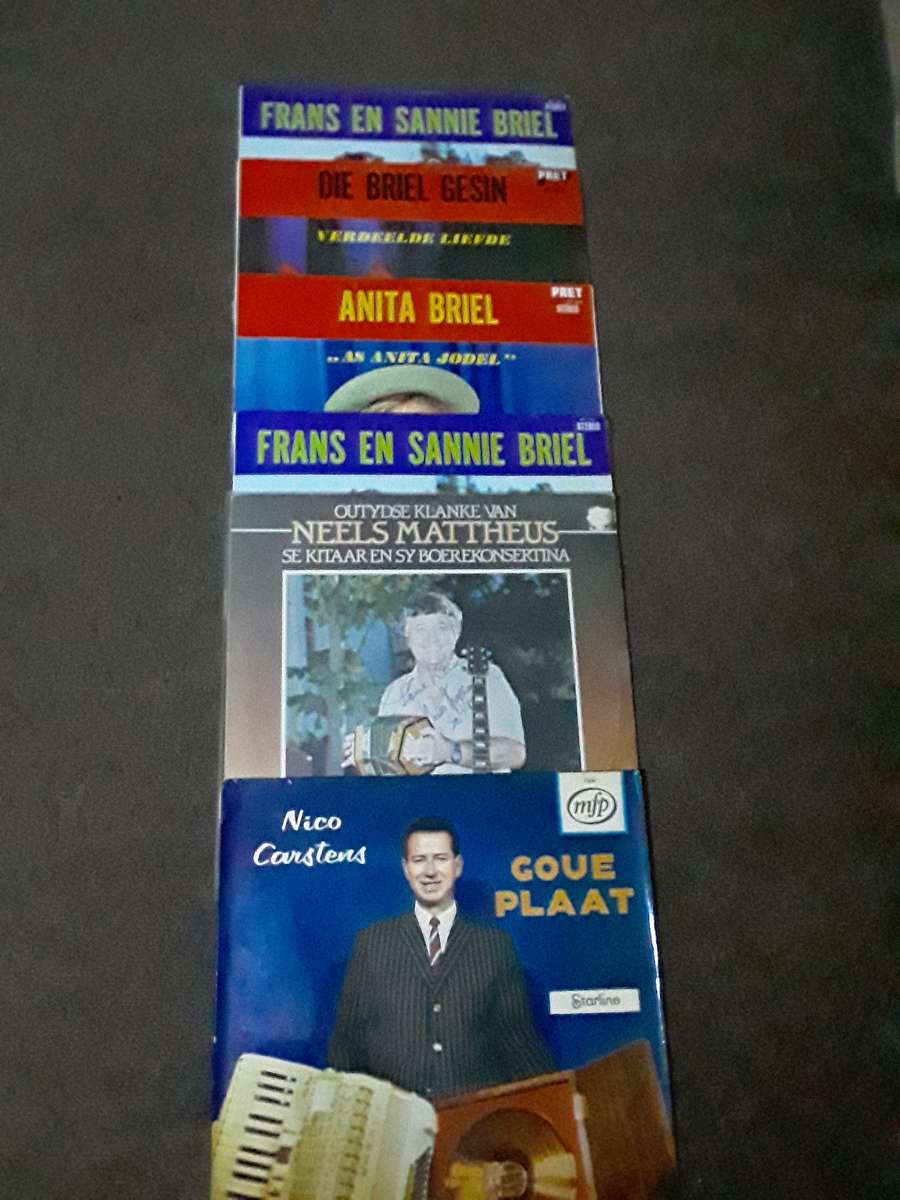 FRANS EN SANNIE BRIEL
PRET
DIE BRIEL GESIN
VERDEELDE LIEFDE
PRET
STEREO
ANITA BRIEL
„AS ANITA JODEL”
STEREO
FRANS EN SANNIE BRIEL
OUTYDSE KLANKE VAN
NEELS MATTHEUS
SE KITAAR EN SY BOEREKONSERTINA
mfp
Nico
Carstens
GOUE
PLAAT
Starline